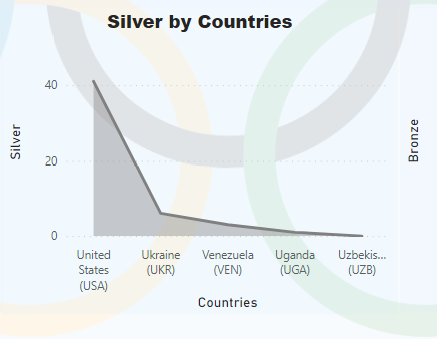 Silver by Countries
Silver
40
20
0
United
States
(USA)
Ukraine
(UKR)
Venezuela
(VEN)
Uganda
(UGA)
Uzbekis...
(UZB)
Countries
Bronze